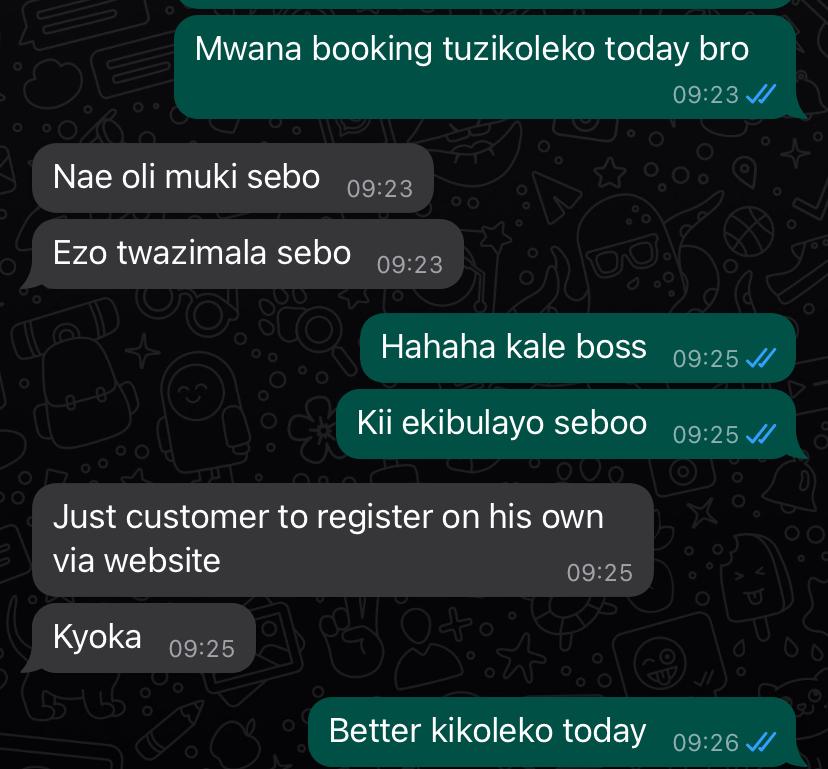 Mwana booking tuzikoleko today bro
09:23
Nae oli muki sebo 09:23
Ezo twazimala sebo 09:23
Hahaha kale boss 09:25
Kii ekibulayo seboo 09:25
Just customer to register on his own
via website 09:25
Kyoka 09:25
Better kikoleko today 09:26